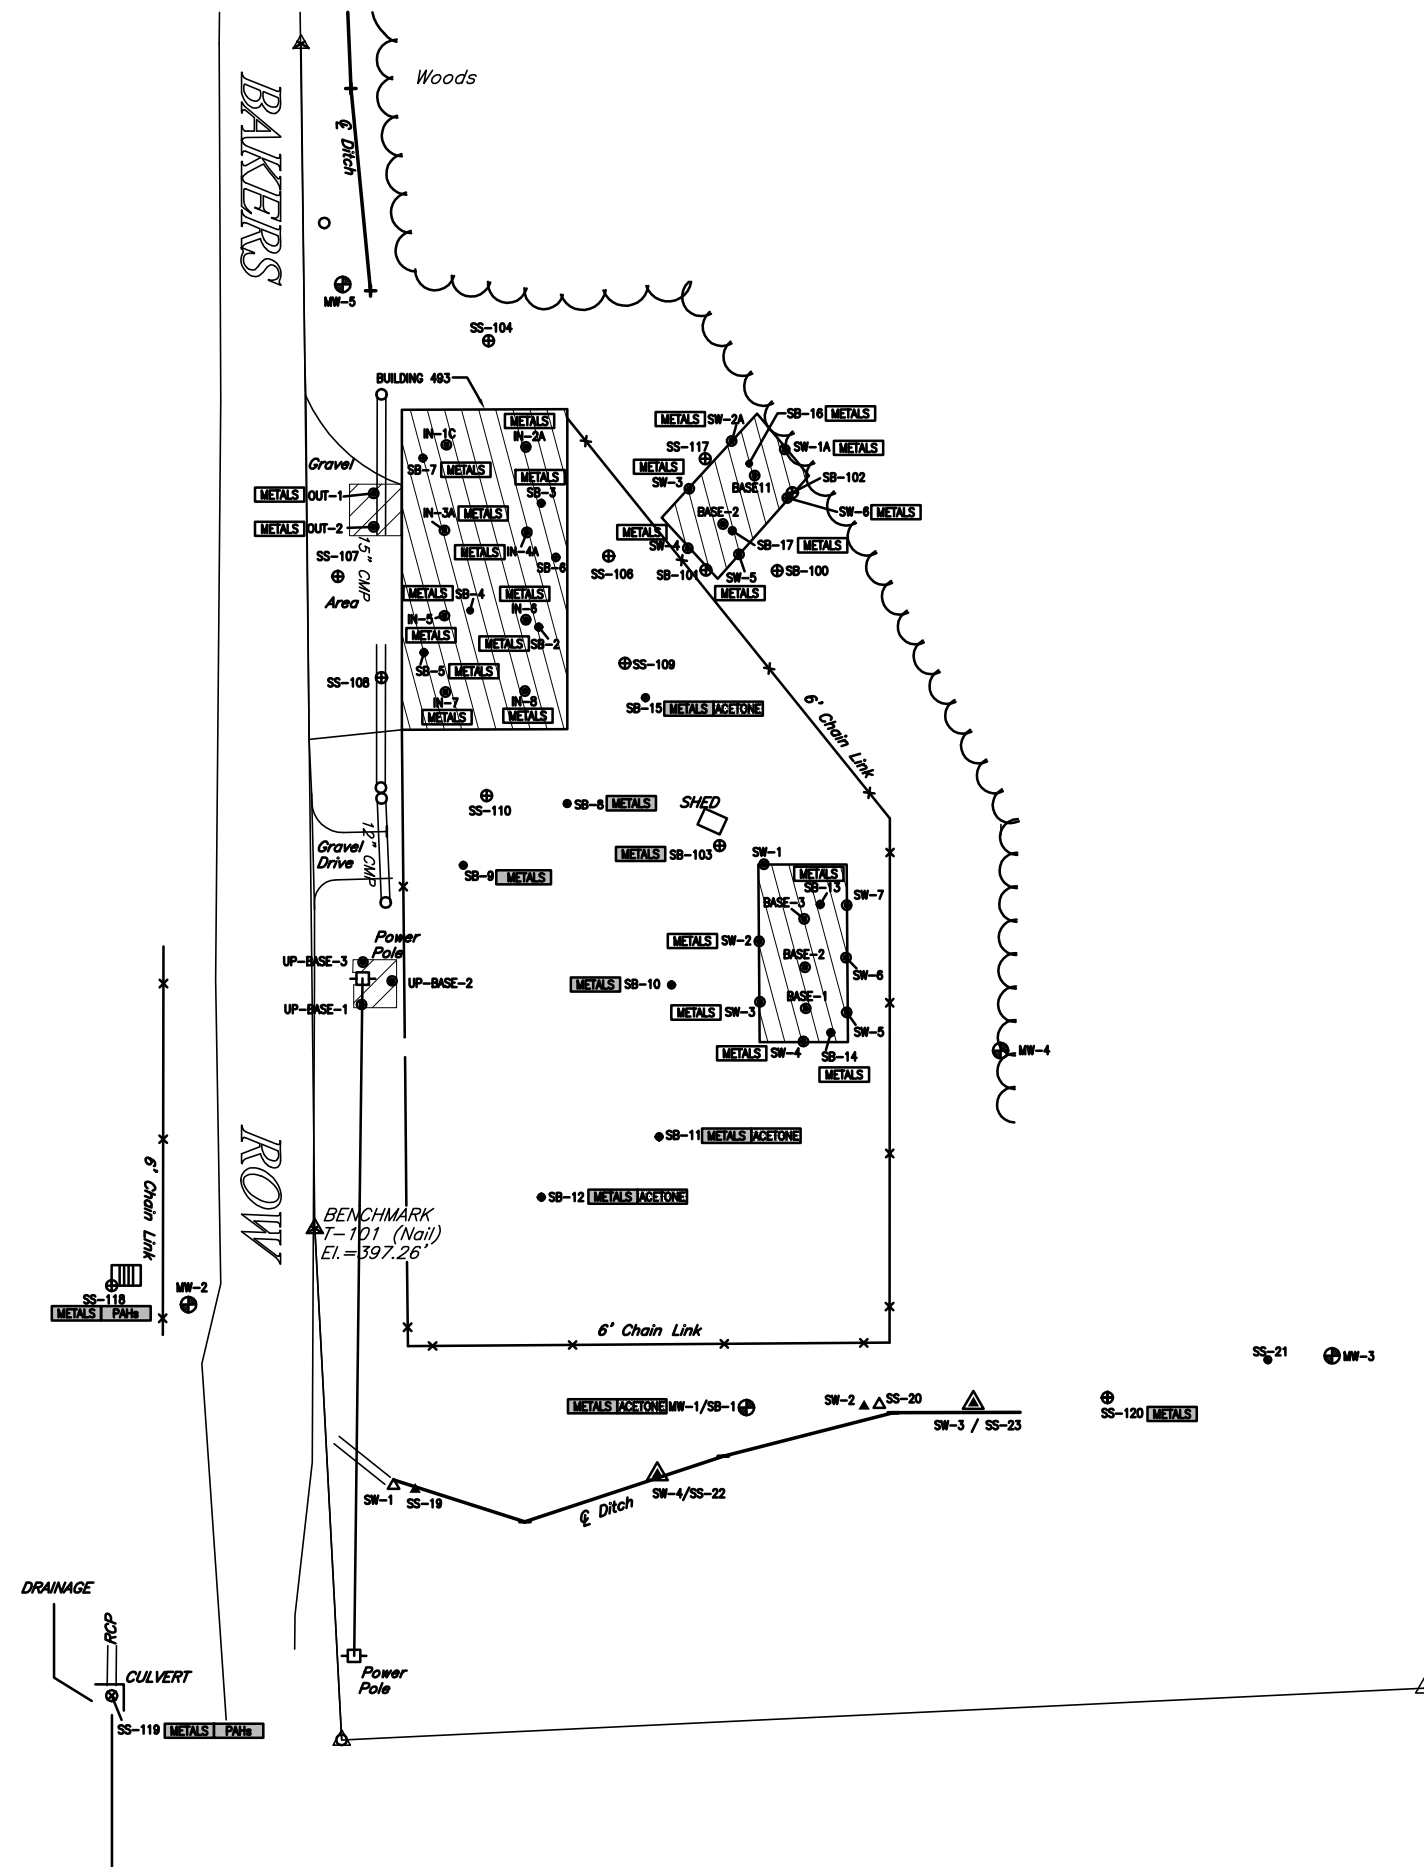 Woods
BAKERS
℄ Ditch
MW-5
SS-104
BUILDING 493
METALS
IN-1C
IN-2A
SB-7
METALS
METALS
SB-3
IN-3A
METALS
METALS
IN-4A
SB-6
METALS
SB-4
METALS
IN-5
IN-6
METALS
METALS
SB-2
SB-5
METALS
IN-7
IN-8
METALS
METALS
Gravel
METALS
OUT-1
METALS
OUT-2
SS-107
15" CMP
Area
SS-108
METALS
SW-2A
SB-16
METALS
SS-117
SW-1A
METALS
METALS
SW-3
BASE11
SB-102
BASE-2
SW-6
METALS
METALS
SW-4
SB-17
METALS
SS-106
SB-101
SW-5
SB-100
METALS
SS-109
SB-15
METALS
ACETONE
6' Chain Link
SS-110
SB-8
METALS
SHED
METALS
SB-103
Gravel
Drive
12" CMP
SB-9
METALS
SW-1
METALS
SB-13
SW-7
BASE-3
METALS
SW-2
BASE-2
SW-6
Power
Pole
UP-BASE-3
UP-BASE-2
UP-BASE-1
METALS
SB-10
METALS
SW-3
BASE-1
SW-5
METALS
SW-4
SB-14
METALS
MW-4
SB-11
METALS
ACETONE
SB-12
METALS
ACETONE
6' Chain Link
ROW
BENCHMARK
T-101 (Nail)
El.=397.26'
MW-2
SS-118
METALS
PAHs
6' Chain Link
SS-21
MW-3
METALS
ACETONE
MW-1/SB-1
SW-2
SS-20
SW-3 / SS-23
SS-120
METALS
SW-1
SS-19
SW-4/SS-22
℄ Ditch
DRAINAGE
RCP
CULVERT
SS-119
METALS
PAHs
Power
Pole